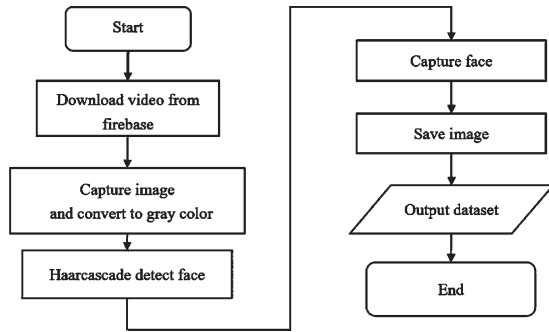 Start
Download video from
firebase
Capture image
and convert to gray color
Haarcascade detect face
Capture face
Save image
Output dataset
End